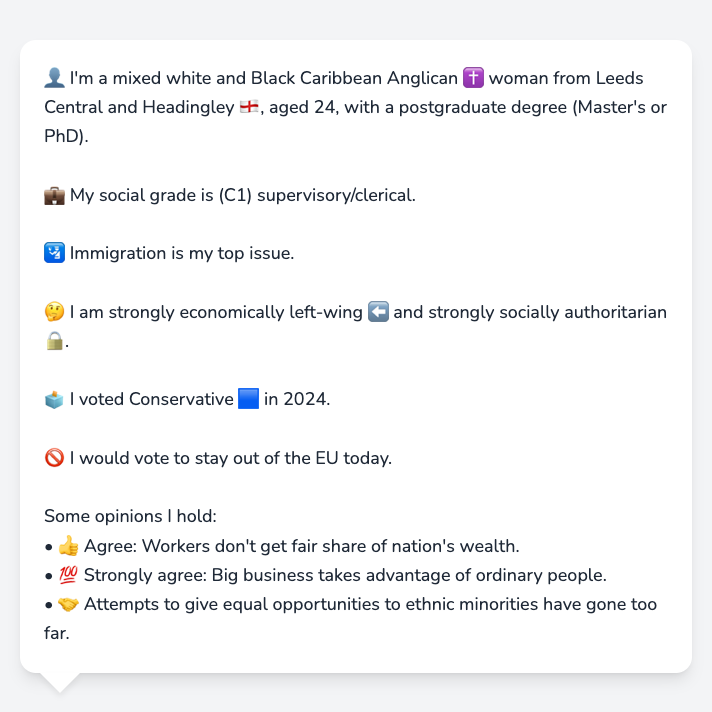 👤 I'm a mixed white and Black Caribbean Anglican ✝️ woman from Leeds
Central and Headingley 🏴󠁧󠁢󠁥󠁮󠁧󠁿, aged 24, with a postgraduate degree (Master's or
PhD).
💼 My social grade is (C1) supervisory/clerical.
🛂 Immigration is my top issue.
🤔 I am strongly economically left-wing ⬅️ and strongly socially authoritarian
🔒.
🗳️ I voted Conservative 🟦 in 2024.
🚫 I would vote to stay out of the EU today.
Some opinions I hold:
• 👍 Agree: Workers don't get fair share of nation's wealth.
• 💯 Strongly agree: Big business takes advantage of ordinary people.
• 🤝 Attempts to give equal opportunities to ethnic minorities have gone too
far.